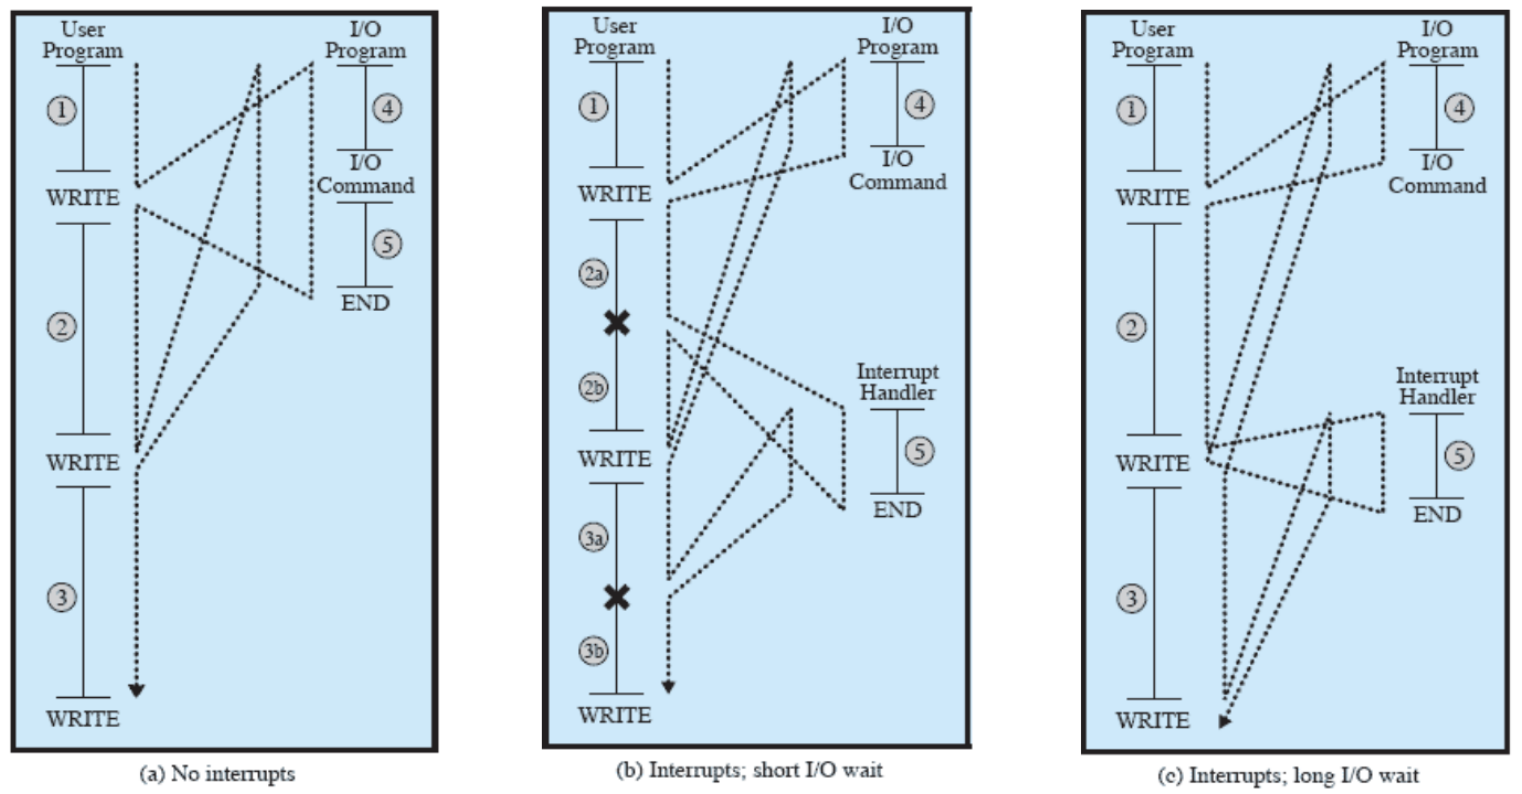 User
Program
I/O
Program
1
4
I/O
Command
WRITE
5
END
2
WRITE
3
WRITE
(a) No interrupts
User
Program
I/O
Program
1
4
I/O
Command
WRITE
2a
2b
Interrupt
Handler
WRITE
5
END
3a
3b
WRITE
(b) Interrupts; short I/O wait
User
Program
I/O
Program
1
4
I/O
Command
WRITE
2
Interrupt
Handler
WRITE
5
END
3
WRITE
(c) Interrupts; long I/O wait